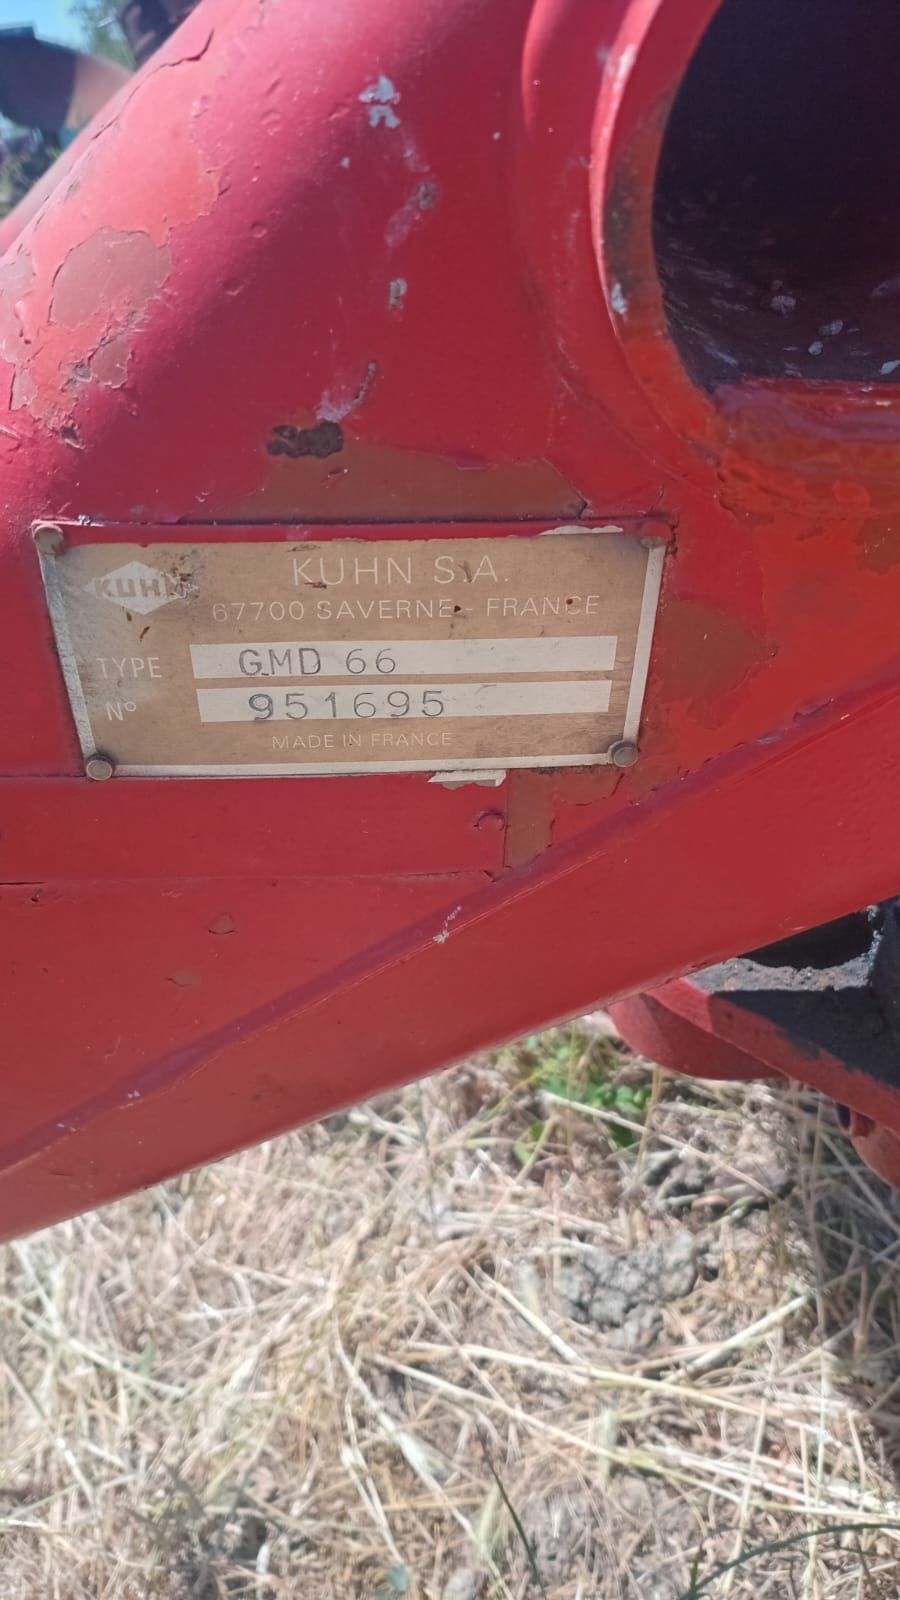 KUHN
KUHN S.A.
67700 SAVERNE - FRANCE
TYPE GMD 66
N° 951695
MADE IN FRANCE